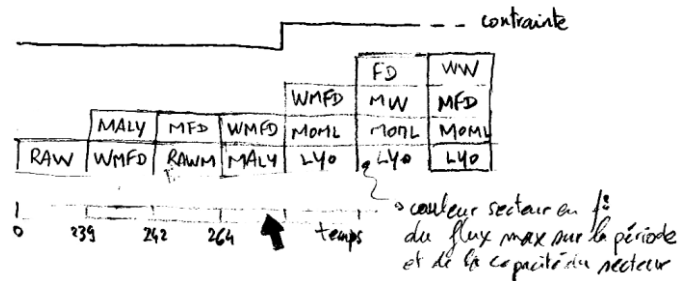 contrainte
FD WW
WMFD MW MFD
MALY MFD WMFD MOML MOML MOML
RAW WMFD RAWM MALY LYO LYO LYO
0 239 242 264 temps
couleur secteur en f°
du flux max sur la période
et de la capacité du secteur